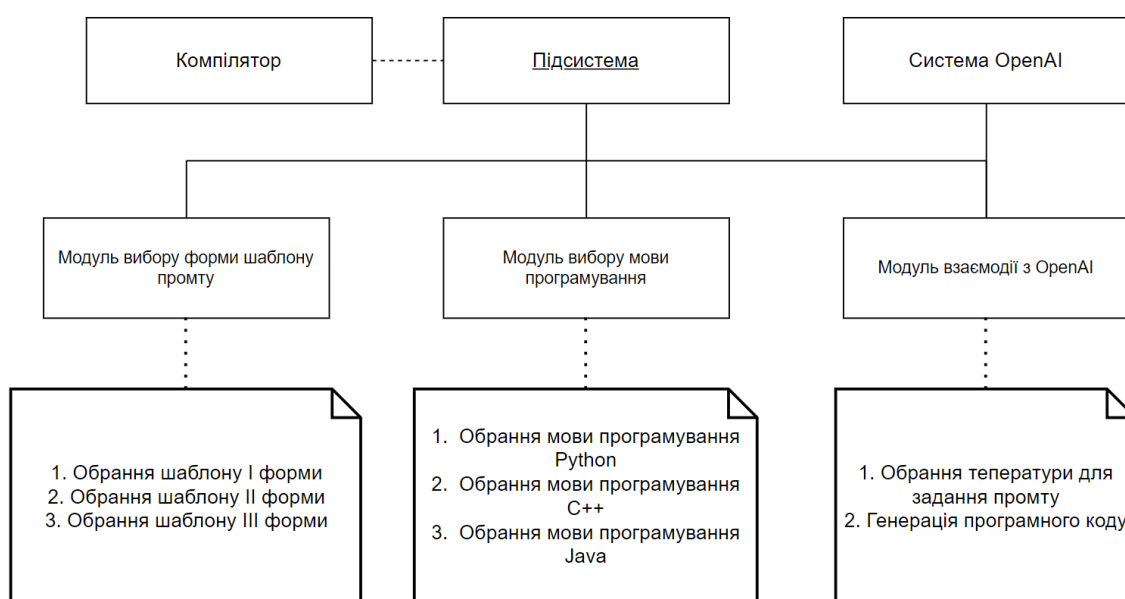 Компілятор
Підсистема
Система OpenAI
Модуль вибору форми шаблону
промту
Модуль вибору мови
програмування
Модуль взаємодії з OpenAI
1. Обрання шаблону I форми
2. Обрання шаблону II форми
3. Обрання шаблону III форми
1. Обрання мови програмування
Python
2. Обрання мови програмування
C++
3. Обрання мови програмування
Java
1. Обрання теператури для
задання промту
2. Генерація програмного коду